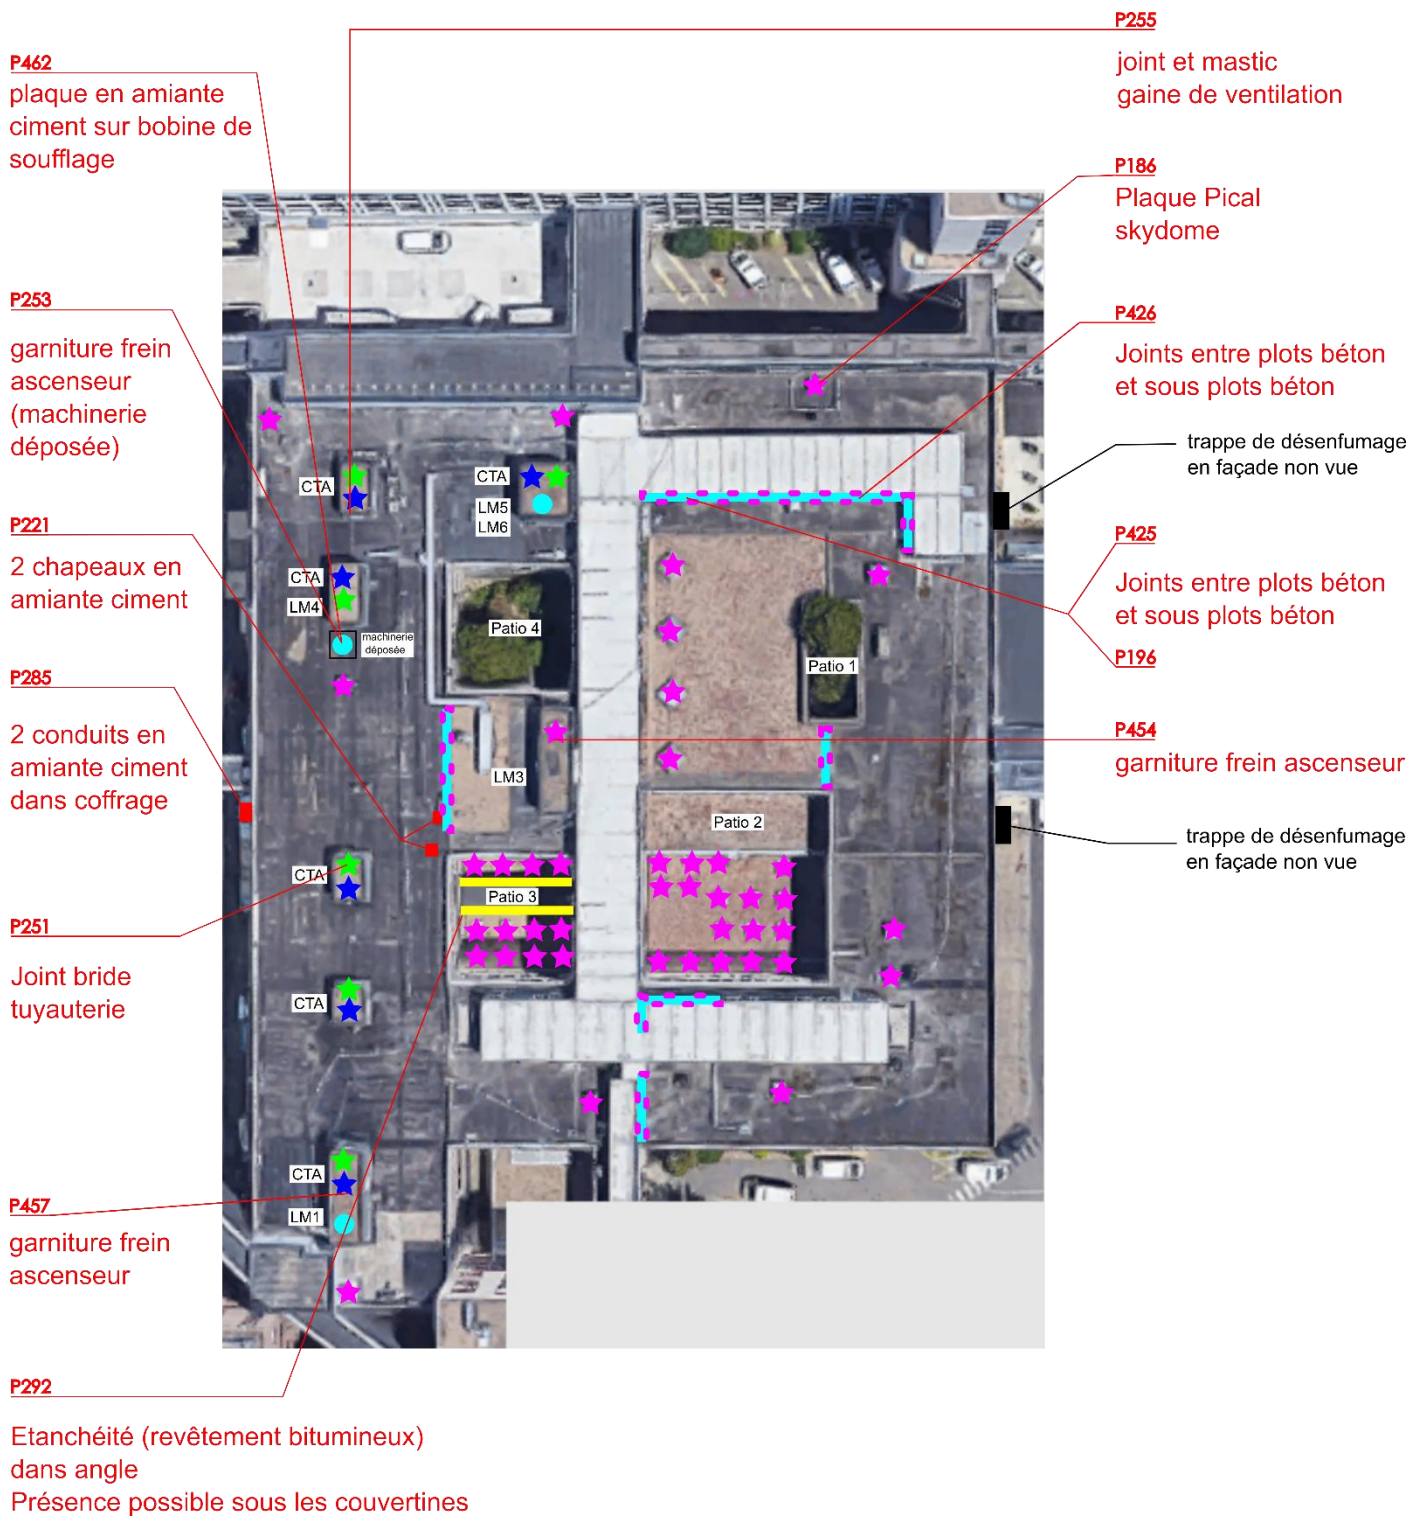 P255
joint et mastic
gaine de ventilation
P462
plaque en amiante
ciment sur bobine de
soufflage
P186
Plaque Pical
skydome
P253
garniture frein
ascenseur
(machinerie
déposée)
P426
Joints entre plots béton
et sous plots béton
trappe de désenfumage
en façade non vue
CTA
CTA
LM5
LM6
P221
2 chapeaux en
amiante ciment
P425
Joints entre plots béton
et sous plots béton
P196
CTA
LM4
machinerie
déposée
Patio 4
Patio 1
P285
2 conduits en
amiante ciment
dans coffrage
P454
garniture frein ascenseur
LM3
Patio 2
trappe de désenfumage
en façade non vue
CTA
Patio 3
P251
Joint bride
tuyauterie
CTA
CTA
LM1
P457
garniture frein
ascenseur
P292
Etanchéité (revêtement bitumineux)
dans angle
Présence possible sous les couvertines